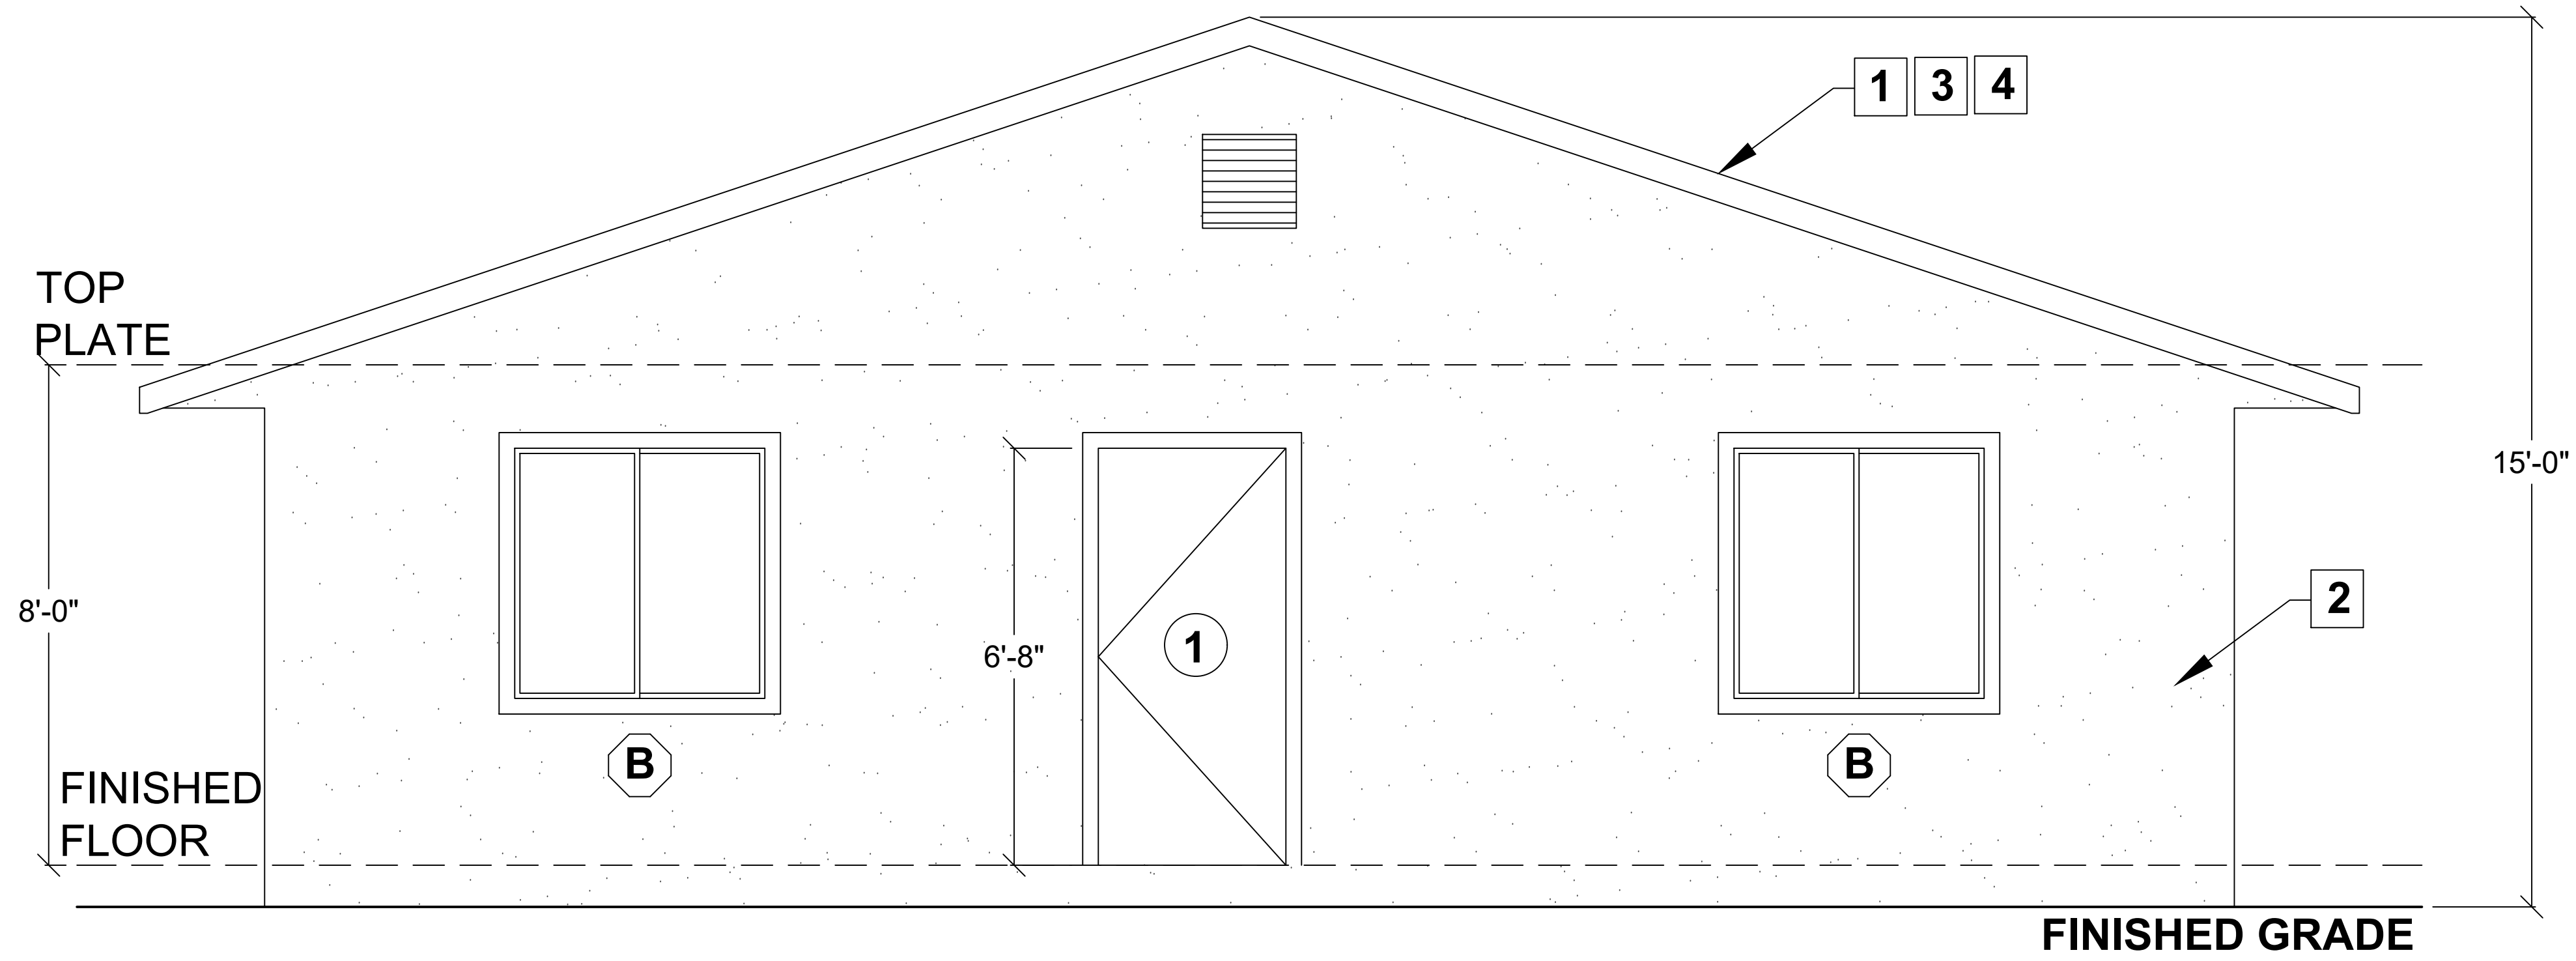 1 3 4
TOP
PLATE
15'-0"
8'-0"
2
6'-8"
1
B
B
FINISHED
FLOOR
FINISHED GRADE